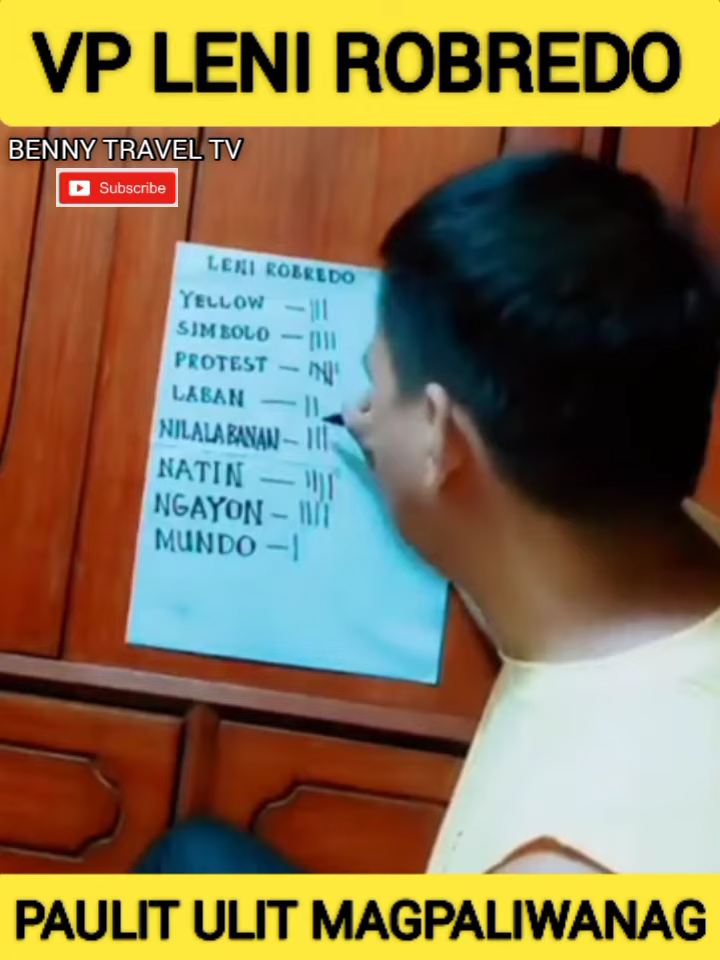 VP LENI ROBREDO
BENNY TRAVEL TV
Subscribe
LENI ROBREDO
YELLOW — |||
SIMBOLO — ||||
PROTEST — ||||
LABAN — ||
NILALABANAN — |||
NATIN — ||||
NGAYON — ||||
MUNDO — |
PAULIT ULIT MAGPALIWANAG